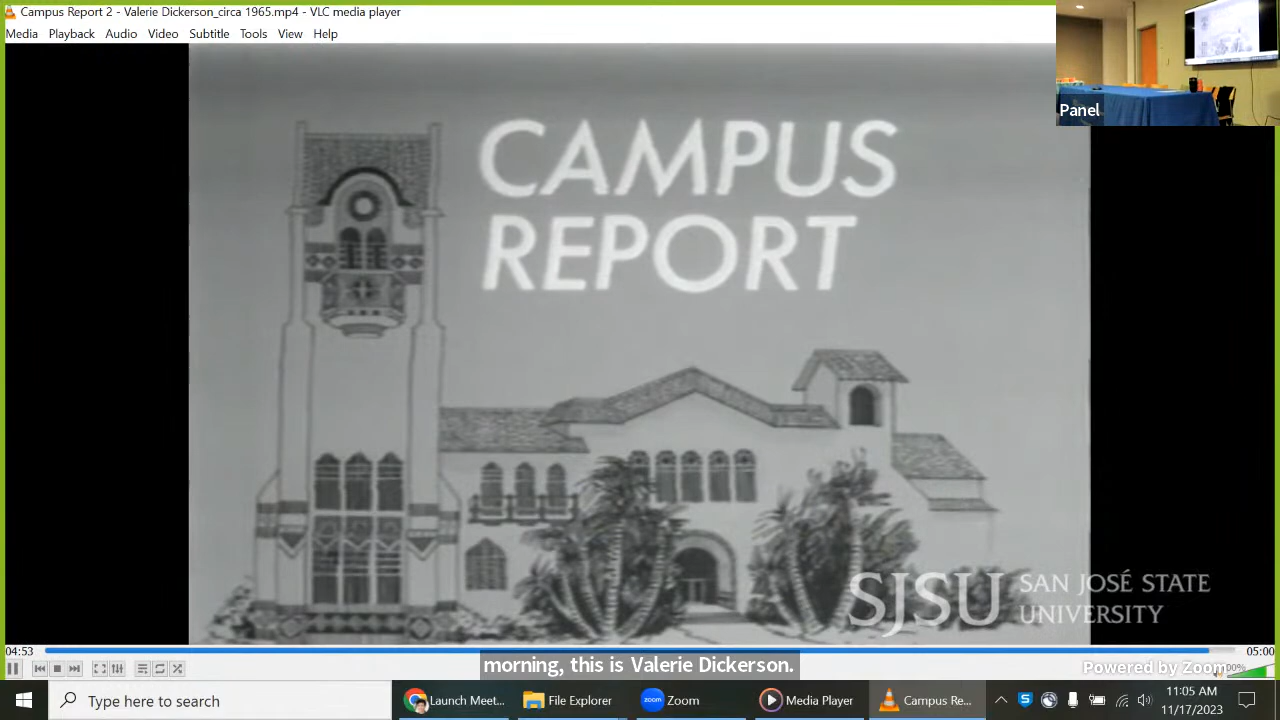 Campus Report 2 - Valerie Dickerson_circa 1965.mp4 - VLC media player
Media Playback Audio Video Subtitle Tools View Help
Panel
CAMPUS
REPORT
SJSU SAN JOSÉ STATE
UNIVERSITY
04:53
05:00
morning, this is Valerie Dickerson.
Powered by Zoom
Type here to search
Launch Meet...
File Explorer
Zoom
Media Player
Campus Re...
11:05 AM
11/17/2023